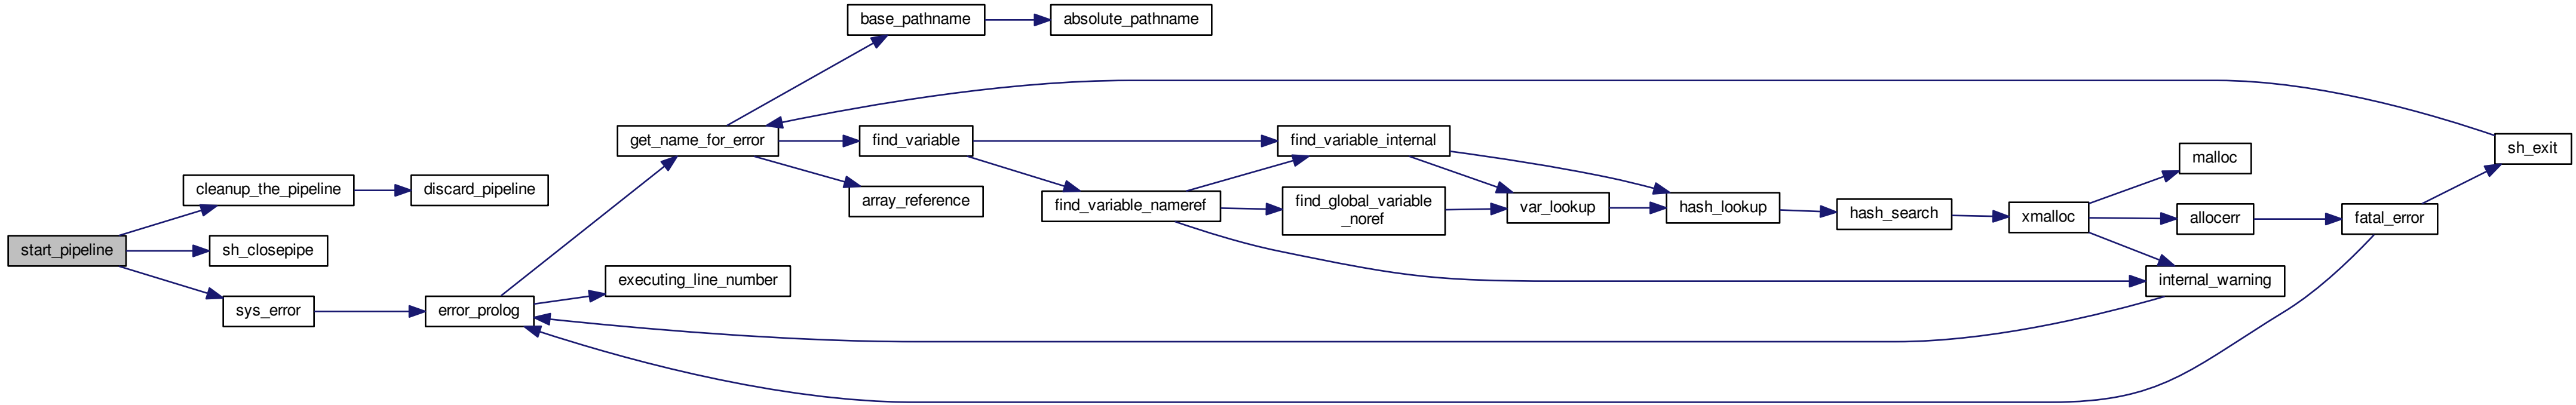 base_pathname
absolute_pathname
get_name_for_error
find_variable
find_variable_internal
malloc
sh_exit
cleanup_the_pipeline
discard_pipeline
array_reference
find_variable_nameref
find_global_variable
_noref
var_lookup
hash_lookup
hash_search
xmalloc
allocerr
fatal_error
start_pipeline
sh_closepipe
executing_line_number
internal_warning
sys_error
error_prolog